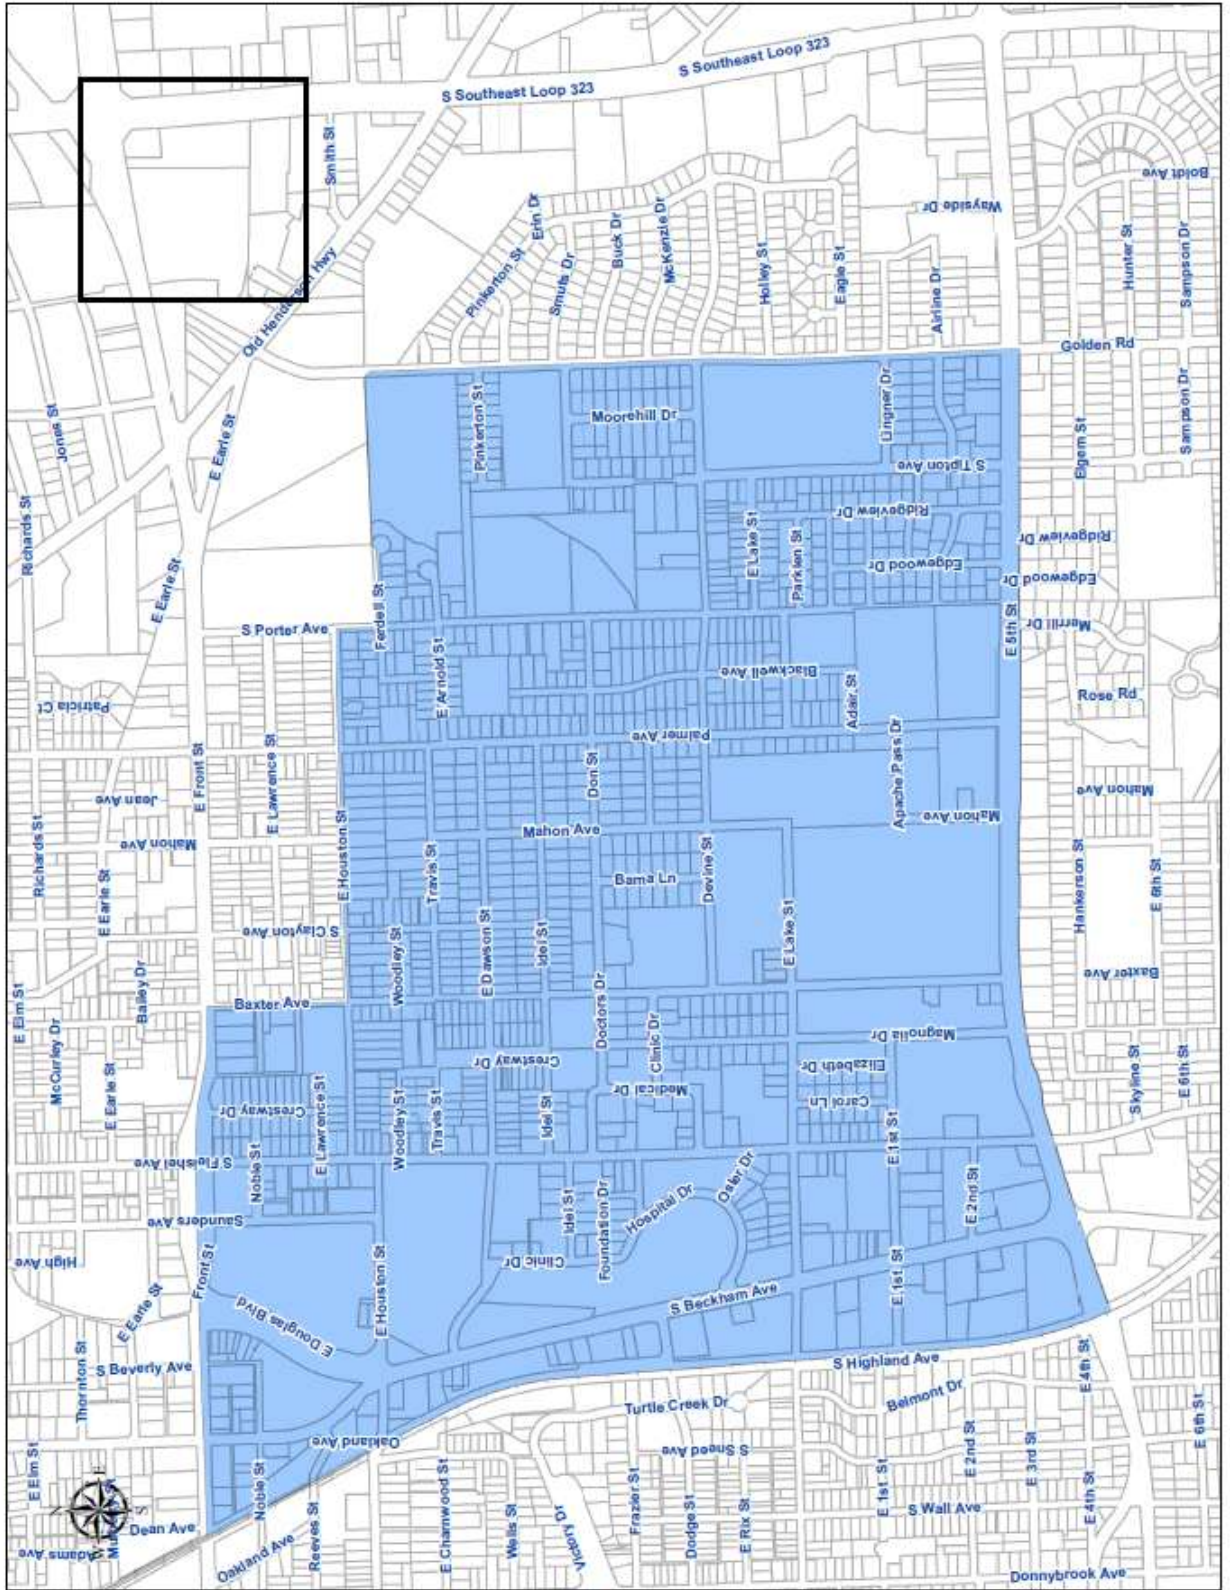 S Southeast Loop 323
S Southeast Loop 323
Smith St
Boldt Ave
Wayside Dr
Erin Dr
Buck Dr
McKenzie Dr
Hunter St
Sampson Dr
Pinkerton St
Smuts Dr
Holley St
Eagle St
Airline Dr
Old Henderson Hwy
Golden Rd
Jones St
E Earle St
Pinkerton St
Moorehill Dr
Lingner Dr
S Tipton Ave
Elgem St
Sampson Dr
Richards St
E Earle St
Ridgeview Dr
Ridgeview Dr
E Lake St
Parklen St
Edgewood Dr
Edgewood Dr
Ferdell St
S Porter Ave
E Arnold St
E 5th St
Merrill Dr
Blackwell Ave
Adair St
Rose Rd
Patricia Ct
Palmer Ave
E Front St
E Lawrence St
Don St
Apache Pass Dr
Jean Ave
Mahon Ave
Mahon Ave
Mahon Ave
Mahon Ave
Richards St
E Earle St
E Houston St
Travis St
Bama Ln
Devine St
Hankerson St
E 6th St
S Clayton Ave
Woodley St
E Dawson St
Idel St
E Lake St
Baxter Ave
E Elm St
Bailey Dr
Baxter Ave
McCurley Dr
E Earle St
Doctors Dr
Clinic Dr
Magnolia Dr
Crestway Dr
Elizabeth Dr
Medical Dr
Carol Ln
Skyline St
E 6th St
Crestway Dr
E Lawrence St
Woodley St
Travis St
Idel St
E 1st St
S Fleishel Ave
Noble St
Osler Dr
Saunders Ave
Idel St
Foundation Dr
Hospital Dr
E 2nd St
High Ave
Front St
E Houston St
Clinic Dr
E 1st St
E Earle St
E Douglas Blvd
S Beckham Ave
S Beverly Ave
Thornton St
S Highland Ave
E 4th St
Turtle Creek Dr
Belmont Dr
Oakland Ave
S Sneed Ave
E 6th St
E Elm St
N
E
S
W
Noble St
Reeves St
E Charnwood St
Wells St
Victory Dr
Frazier St
Dodge St
E Rix St
E 1st St
E 2nd St
E 3rd St
E 4th St
S Wall Ave
Dean Ave
Adams Ave
Oakland Ave
Donnybrook Ave